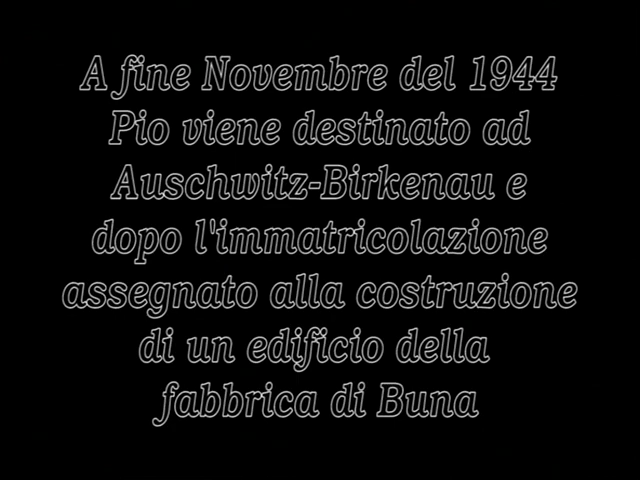 A fine Novembre del 1944
Pio viene destinato ad
Auschwitz-Birkenau e
dopo l'immatricolazione
assegnato alla costruzione
di un edificio della
fabbrica di Buna